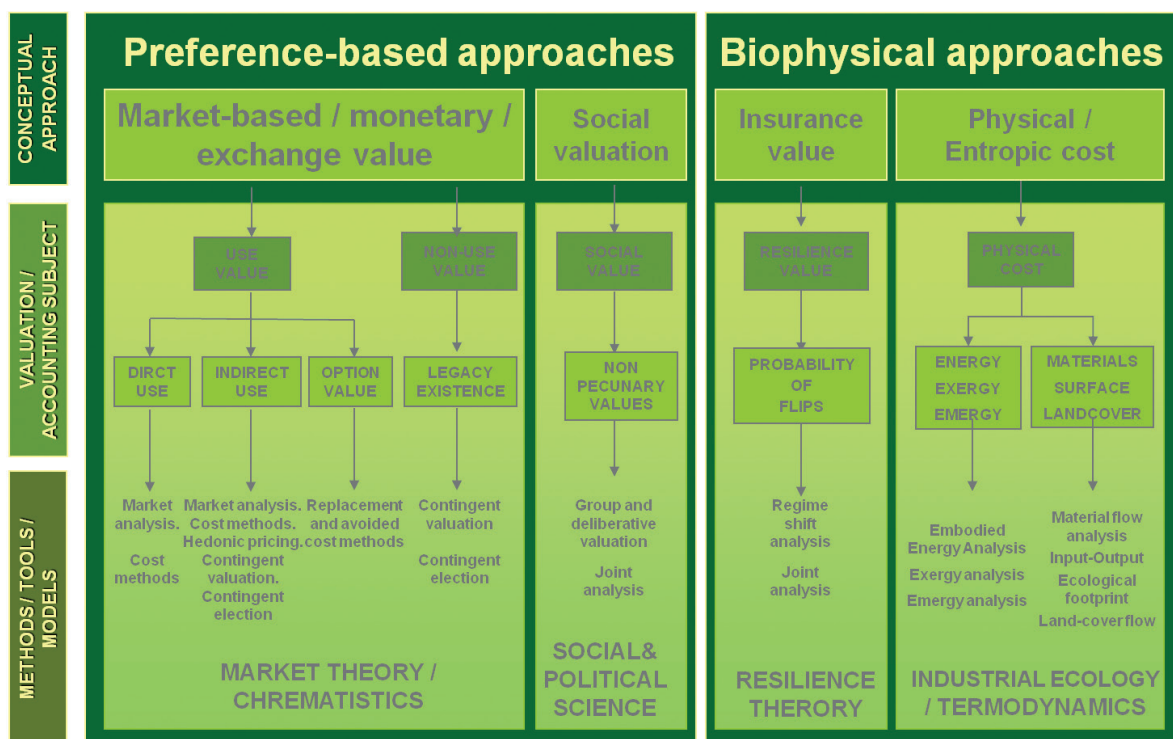 CONCEPTUAL
APPROACH
Preference-based approaches
Biophysical approaches
Market-based / monetary /
exchange value
Social
valuation
Insurance
value
Physical /
Entropic cost
VALUATION /
ACCOUNTING SUBJECT
USE
VALUE
NON-USE
VALUE
SOCIAL
VALUE
RESILIENCE
VALUE
PHYSICAL
COST
DIRCT
USE
INDIRECT
USE
OPTION
VALUE
LEGACY
EXISTENCE
NON
PECUNARY
VALUES
PROBABILITY
OF
FLIPS
ENERGY
EXERGY
EMERGY
MATERIALS
SURFACE
LANDCOVER
METHODS / TOOLS /
MODELS
Market
analysis.
Cost
methods
Market analysis.
Cost methods.
Hedonic pricing.
Contingent
valuation.
Contingent
election
Replacement
and avoided
cost methods
Contingent
valuation
Contingent
election
Group and
deliberative
valuation
Joint
analysis
Regime
shift
analysis
Joint
analysis
Embodied
Energy Analysis
Exergy analysis
Emergy analysis
Material flow
analysis
Input-Output
Ecological
footprint
Land-cover flow
MARKET THEORY /
CHREMATISTICS
SOCIAL&
POLITICAL
SCIENCE
RESILIENCE
THERORY
INDUSTRIAL ECOLOGY
/ TERMODYNAMICS